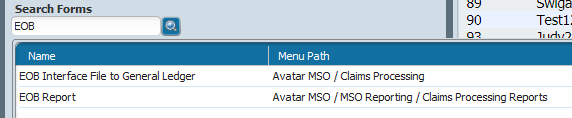 Search Forms
EOB
Name Menu Path
EOB Interface File to General Ledger Avatar MSO / Claims Processing
EOB Report Avatar MSO / MSO Reporting / Claims Processing Reports
89 Swiga
90 Test12
93 Judy2